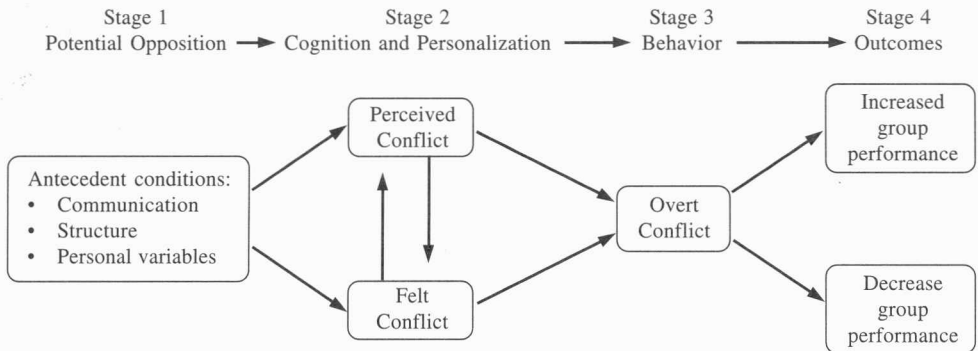 Stage 1
Potential Opposition
Stage 2
Cognition and Personalization
Stage 3
Behavior
Stage 4
Outcomes
Antecedent conditions:
• Communication
• Structure
• Personal variables
Perceived
Conflict
Felt
Conflict
Overt
Conflict
Increased
group
performance
Decrease
group
performance